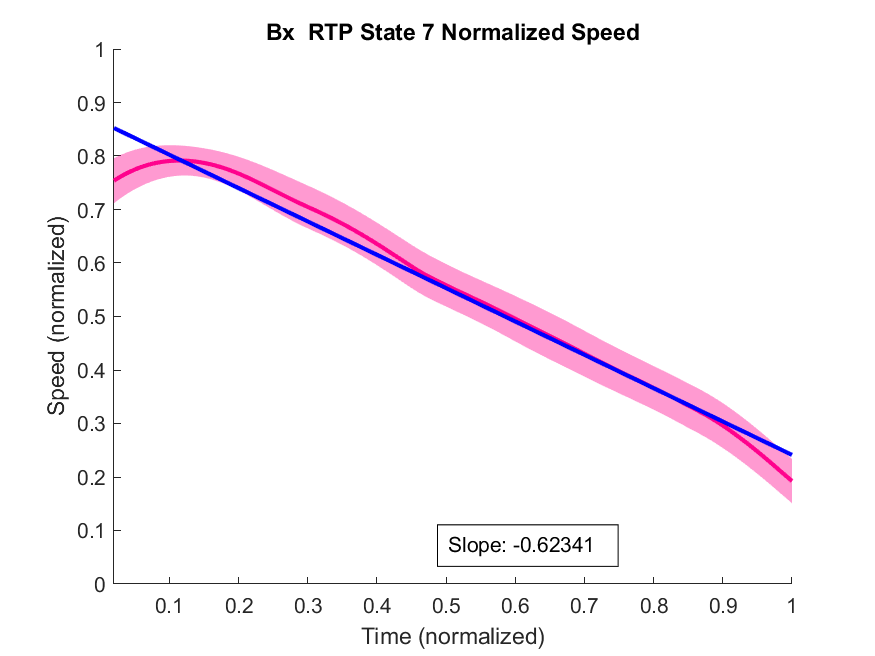 Bx  RTP State 7 Normalized Speed
1
0.9
0.8
0.7
0.6
0.5
0.4
0.3
0.2
0.1
0
Speed (normalized)
Slope: -0.62341
0.1 0.2 0.3 0.4 0.5 0.6 0.7 0.8 0.9 1
Time (normalized)